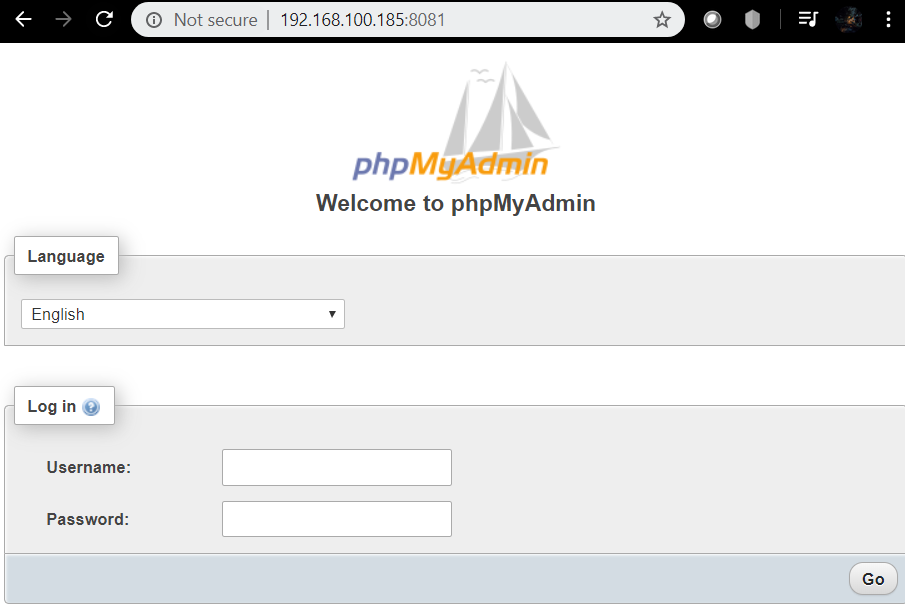 Not secure | 192.168.100.185:8081
phpMyAdmin
Welcome to phpMyAdmin
Language
English
Log in
Username:
Password:
Go